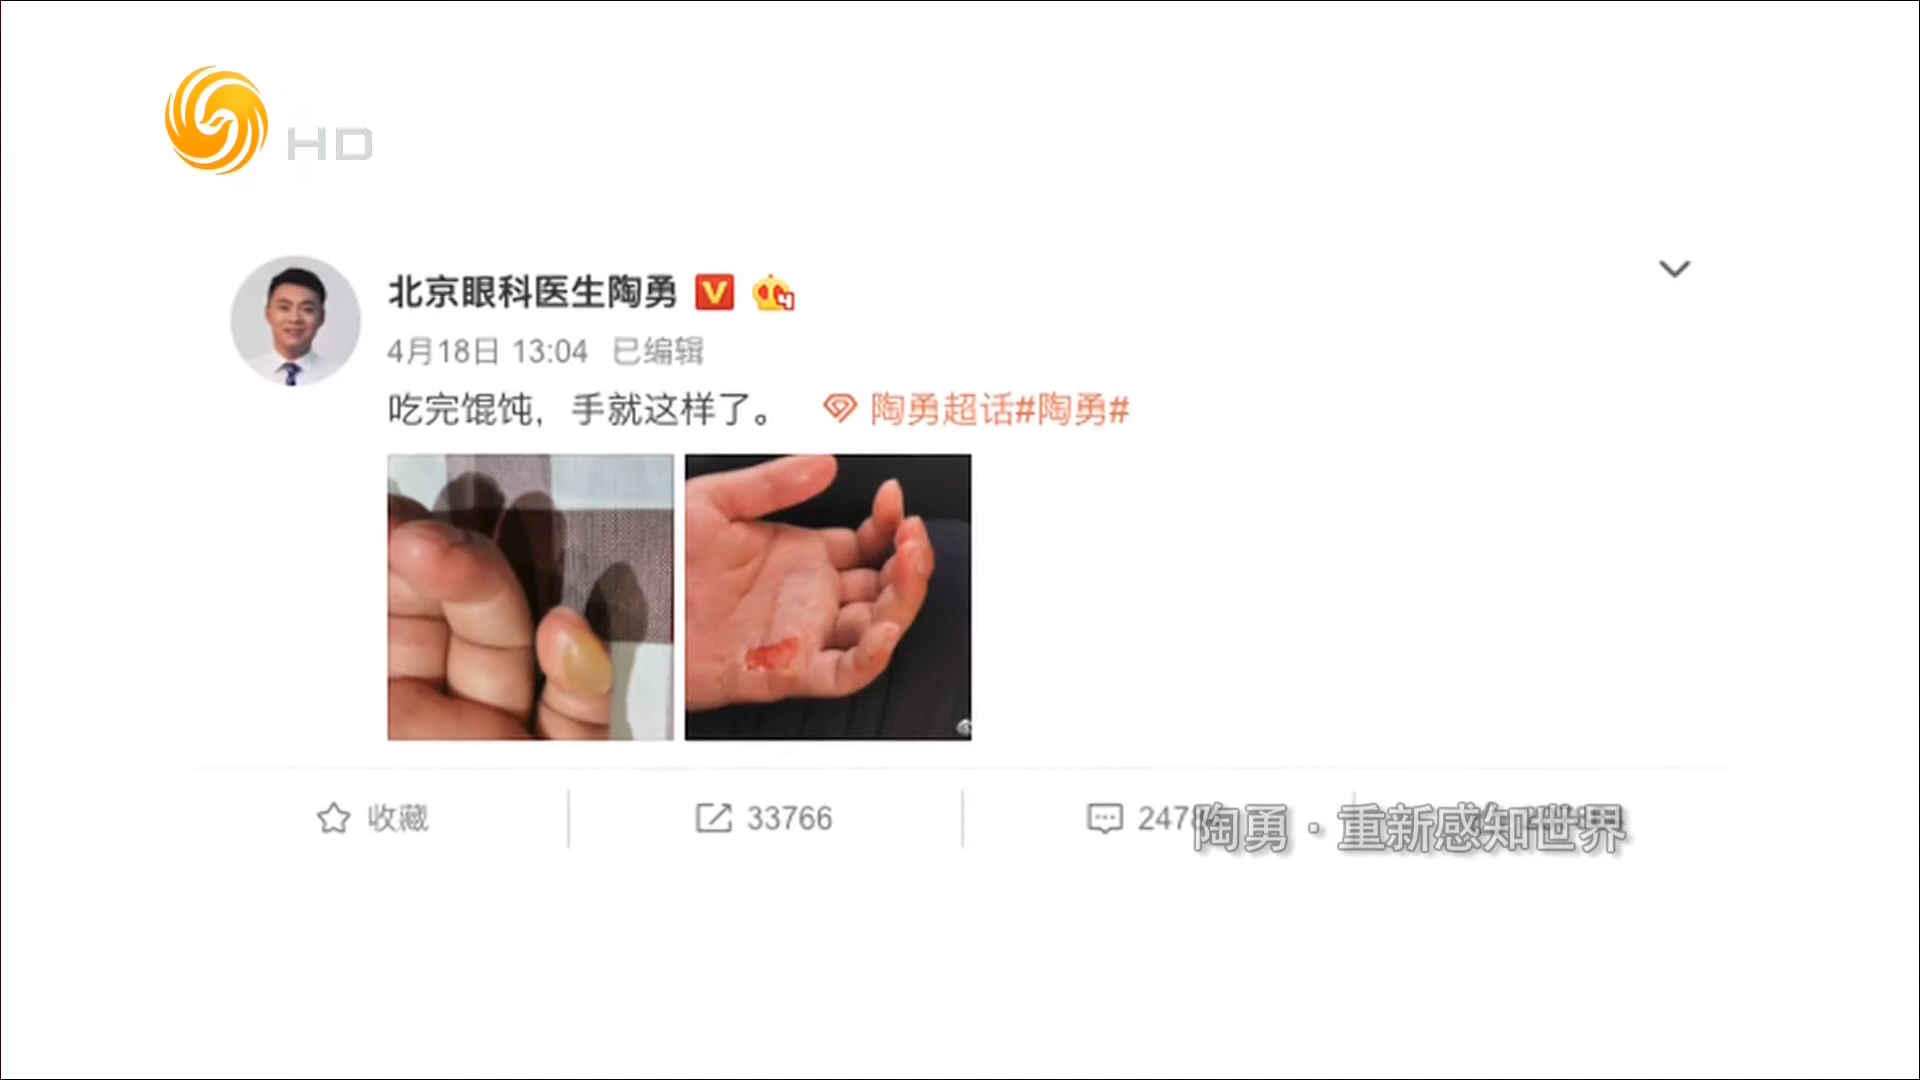 HD
北京眼科医生陶勇
4月18日 13:04 已编辑
吃完馄饨，手就这样了。 陶勇超话#陶勇#
收藏 33766
陶勇·重新感知世界